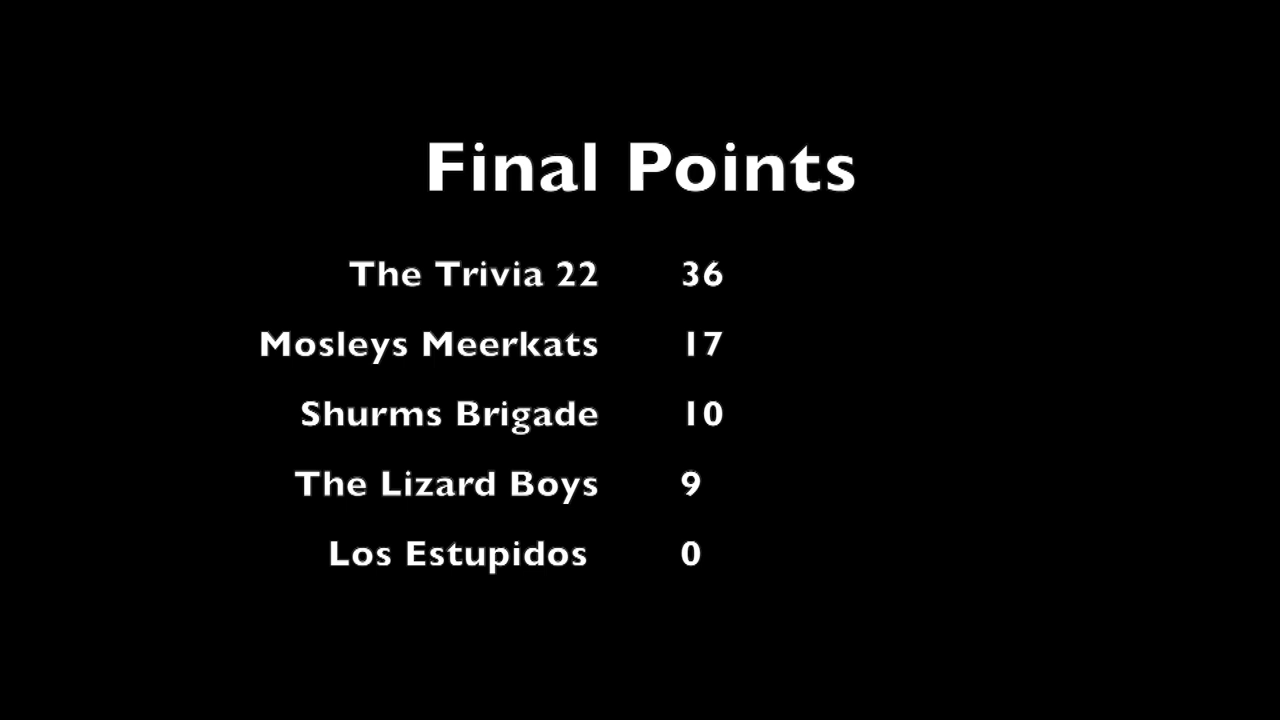 Final Points
The Trivia 22 36
Mosleys Meerkats 17
Shurms Brigade 10
The Lizard Boys 9
Los Estupidos 0